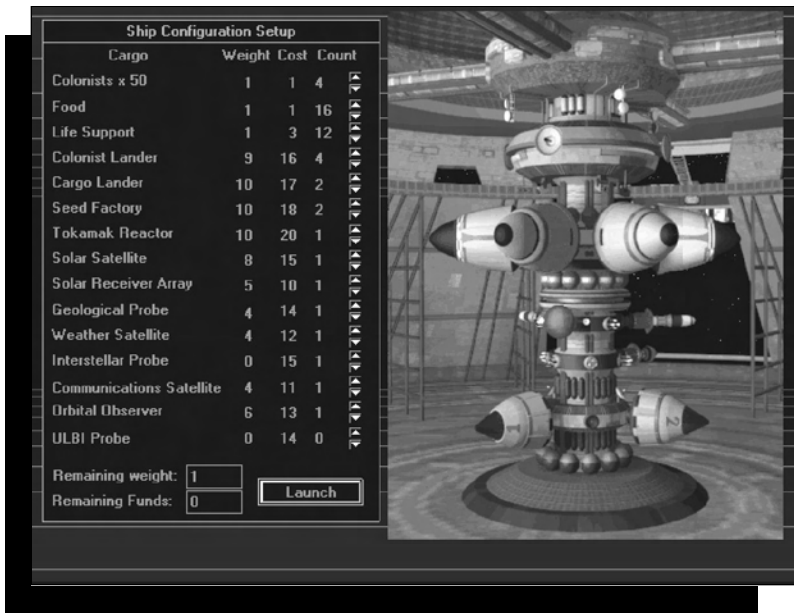 Ship Configuration Setup
Cargo Weight Cost Count
Colonists x 50 1 1 4
Food 1 1 16
Life Support 1 3 12
Colonist Lander 9 16 4
Cargo Lander 10 17 2
Seed Factory 10 18 2
Tokamak Reactor 10 20 1
Solar Satellite 8 15 1
Solar Receiver Array 5 10 1
Geological Probe 4 14 1
Weather Satellite 4 12 1
Interstellar Probe 0 15 1
Communications Satellite 4 11 1
Orbital Observer 6 13 1
ULBI Probe 0 14 0
Remaining weight: 1
Remaining Funds: 0
Launch
1
2